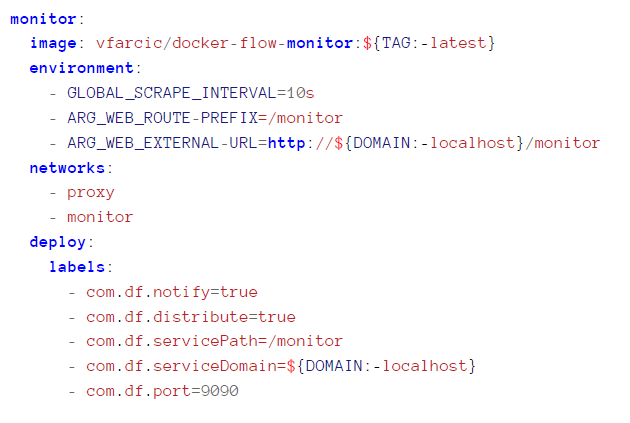 monitor:
image: vfarcic/docker-flow-monitor:${TAG:-latest}
environment:
- GLOBAL_SCRAPE_INTERVAL=10s
- ARG_WEB_ROUTE-PREFIX=/monitor
- ARG_WEB_EXTERNAL-URL=http://${DOMAIN:-localhost}/monitor
networks:
- proxy
- monitor
deploy:
labels:
- com.df.notify=true
- com.df.distribute=true
- com.df.servicePath=/monitor
- com.df.serviceDomain=${DOMAIN:-localhost}
- com.df.port=9090